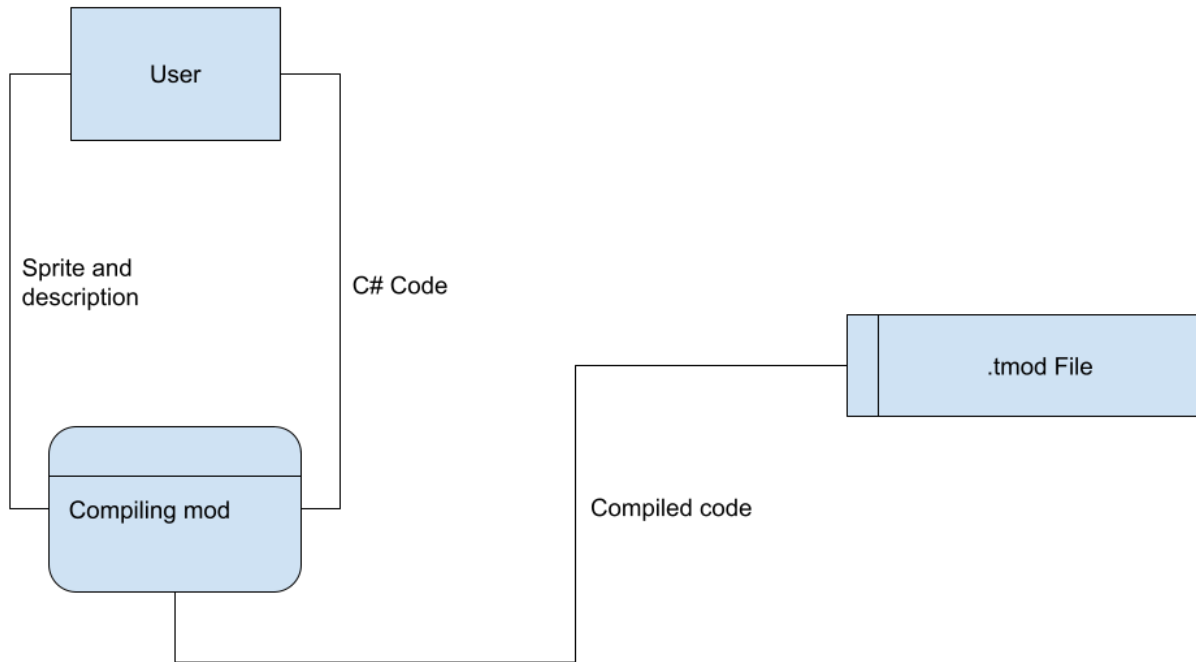 User
Sprite and
description
C# Code
.tmod File
Compiling mod
Compiled code